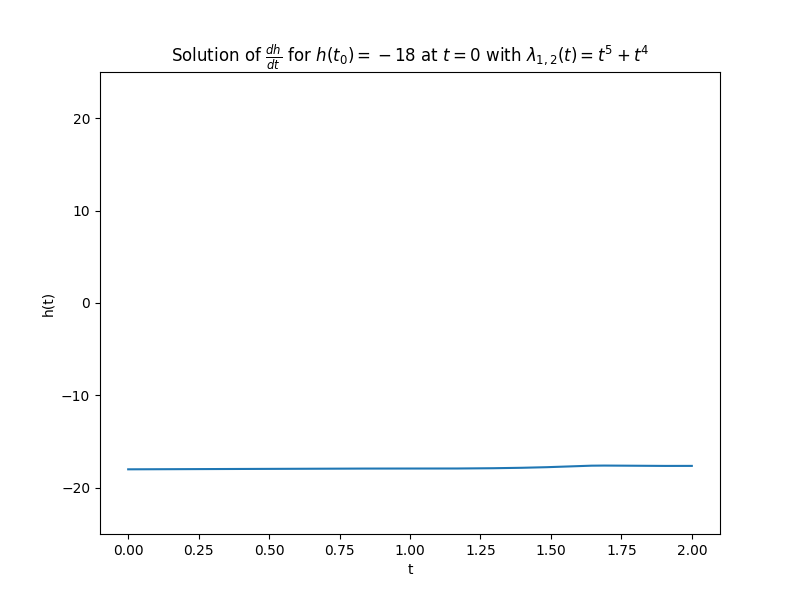 Solution of $\frac{dh}{dt}$ for $h(t_0) = -18$ at $t = 0$ with $\lambda_{1,2}(t) = t^5 + t^4$
20
10
0
−10
−20
h(t)
0.00 0.25 0.50 0.75 1.00 1.25 1.50 1.75 2.00
t